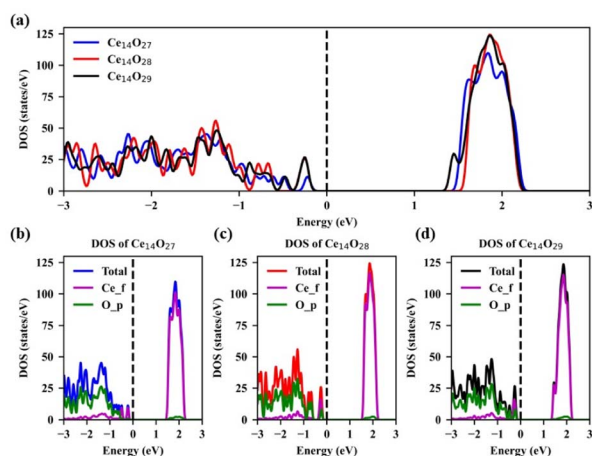 (a)
DOS (states/eV)
125
100
75
50
25
0
Ce₁₄O₂₇
Ce₁₄O₂₈
Ce₁₄O₂₉
−3 −2 −1 0 1 2 3
Energy (eV)
(b) DOS of Ce₁₄O₂₇
DOS (states/eV)
125
100
75
50
25
0
Total
Ce_f
O_p
−3 −2 −1 0 1 2 3
Energy (eV)
(c) DOS of Ce₁₄O₂₈
DOS (states/eV)
125
100
75
50
25
0
Total
Ce_f
O_p
−3 −2 −1 0 1 2 3
Energy (eV)
(d) DOS of Ce₁₄O₂₉
DOS (states/eV)
125
100
75
50
25
0
Total
Ce_f
O_p
−3 −2 −1 0 1 2 3
Energy (eV)